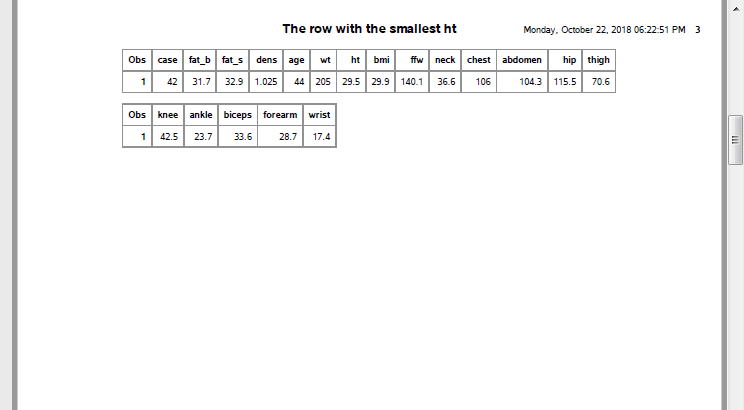 The row with the smallest ht Monday, October 22, 2018 06:22:51 PM 3
Obs case fat_b fat_s dens age wt ht bmi ffw neck chest abdomen hip thigh
1 42 31.7 32.9 1.025 44 205 29.5 29.9 140.1 36.6 106 104.3 115.5 70.6
Obs knee ankle biceps forearm wrist
1 42.5 23.7 33.6 28.7 17.4